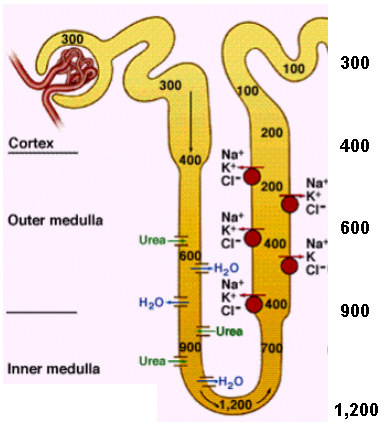 300
300
100
100
300
200
Cortex
400
400
Na⁺
K⁺
Cl⁻
200
Na⁺
K⁺
Cl⁻
Outer medulla
600
Na⁺
K⁺
Cl⁻
Urea
400
600
Na⁺
K
Cl⁻
H₂O
Na⁺
K⁺
Cl⁻
H₂O
400
900
Urea
900
700
Urea
Inner medulla
H₂O
1,200
1,200